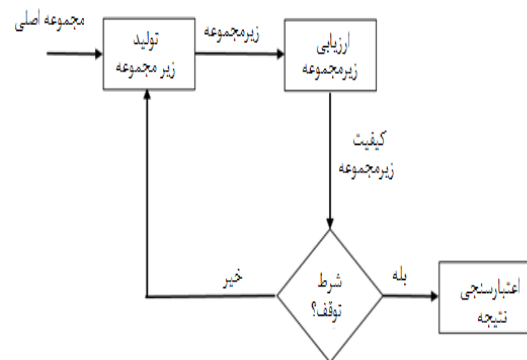 مجموعه اصلی
تولید
زیر مجموعه
زیرمجموعه
ارزیابی
زیرمجموعه
کیفیت
زیرمجموعه
شرط
توقف؟
خیر
بله
اعتبارسنجی
نتیجه